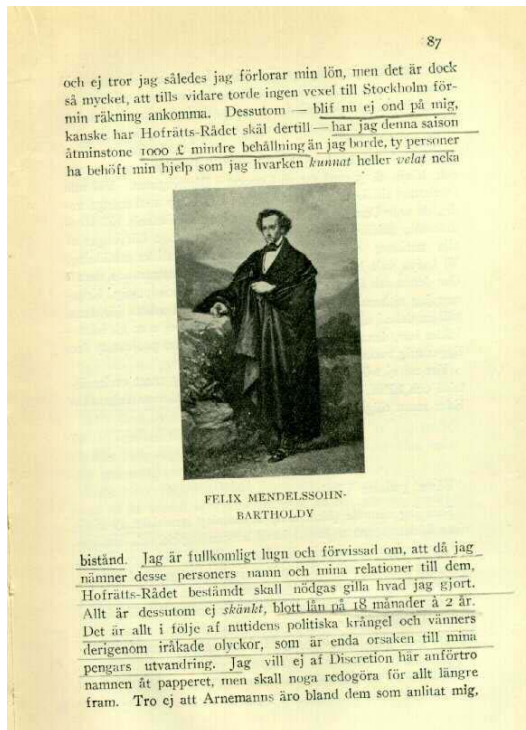 87
och ej tror jag således jag förlorar min lön, men det är dock
så mycket, att tills vidare torde ingen vexel till Stockholm för-
min räkning ankomma. Dessutom — blif nu ej ond på mig,
kanske har Hofrätts-Rådet skäl dertill — har jag denna saison
åtminstone 1000 £ mindre behållning än jag borde, ty personer
ha behöft min hjelp som jag hvarken kunnat heller velat neka
FELIX MENDELSSOHN-
BARTHOLDY
bistånd. Jag är fullkomligt lugn och förvissad om, att då jag
nämner desse personers namn och mina relationer till dem,
Hofrätts-Rådet bestämdt skall nödgas gilla hvad jag gjort.
Allt är dessutom ej skänkt, blott lån på 18 månader à 2 år.
Det är allt i följe af nutidens politiska krångel och vänners
derigenom iråkade olyckor, som är enda orsaken till mina
pengars utvandring. Jag vill ej af Discretion här anförtro
namnen åt papperet, men skall noga redogöra för allt längre
fram. Tro ej att Arnemanns äro bland dem som anlitat mig,